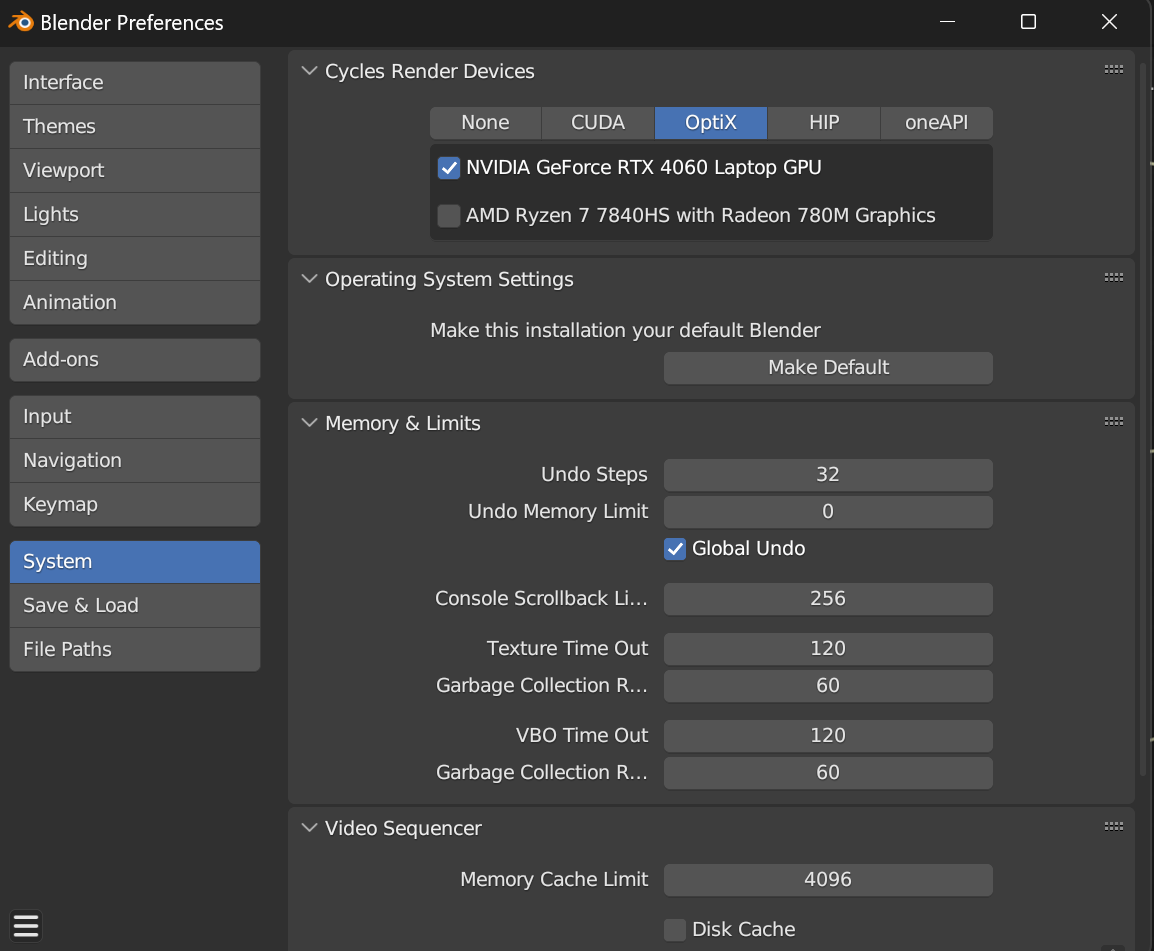 Blender Preferences
Interface
Themes
Viewport
Lights
Editing
Animation
Add-ons
Input
Navigation
Keymap
System
Save & Load
File Paths
Cycles Render Devices
None CUDA OptiX HIP oneAPI
NVIDIA GeForce RTX 4060 Laptop GPU
AMD Ryzen 7 7840HS with Radeon 780M Graphics
Operating System Settings
Make this installation your default Blender
Make Default
Memory & Limits
Undo Steps 32
Undo Memory Limit 0
Global Undo
Console Scrollback Li... 256
Texture Time Out 120
Garbage Collection R... 60
VBO Time Out 120
Garbage Collection R... 60
Video Sequencer
Memory Cache Limit 4096
Disk Cache